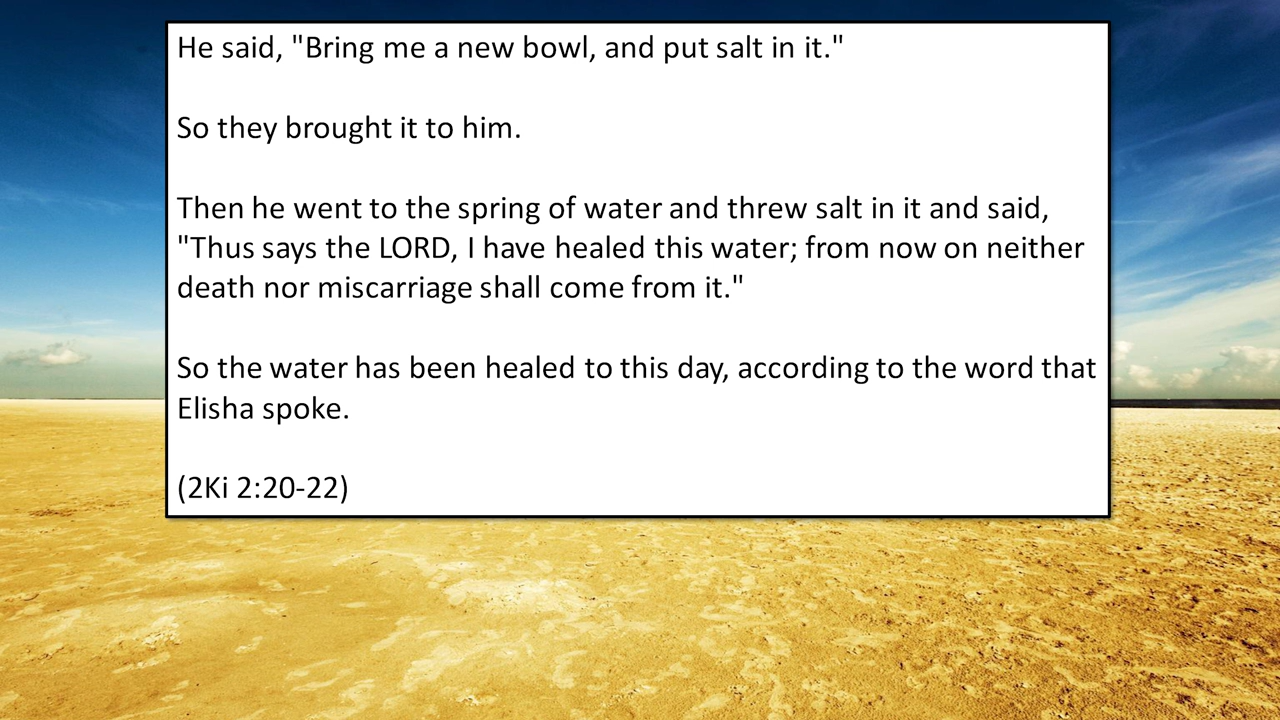 He said, "Bring me a new bowl, and put salt in it."
So they brought it to him.
Then he went to the spring of water and threw salt in it and said,
"Thus says the LORD, I have healed this water; from now on neither
death nor miscarriage shall come from it."
So the water has been healed to this day, according to the word that
Elisha spoke.
(2Ki 2:20-22)